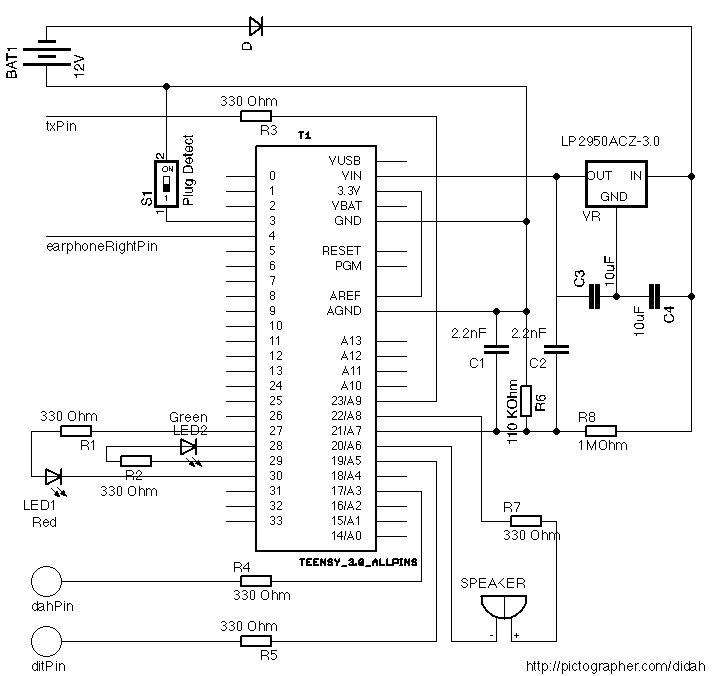 D
BAT1
12V
330 Ohm
txPin
R3
T1
LP2950ACZ-3.0
2
ON
1
S1
1
Plug Detect
OUT IN
GND
VR
earphoneRightPin
VUSB
0 VIN
1 3.3V
2 VBAT
3 GND
4
5 RESET
6 PGM
7
8 AREF
9 AGND
10
11 A13
12 A12
13 A11
24 A10
25 23/A9
26 22/A8
27 21/A7
28 20/A6
29 19/A5
30 18/A4
31 17/A3
32 16/A2
33 15/A1
14/A0
TEENSY_3.0_ALLPINS
C3
10uF
10uF
C4
2.2nF
C1
2.2nF
C2
110 KOhm
R6
R8
1MOhm
330 Ohm
R1
Green
LED2
R2
330 Ohm
LED1
Red
R7
330 Ohm
SPEAKER
- +
R4
330 Ohm
dahPin
330 Ohm
R5
ditPin
http://pictographer.com/didah